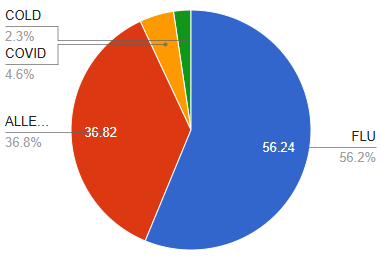 COLD
2.3%
COVID
4.6%
ALLE...
36.8%
36.82
56.24
FLU
56.2%